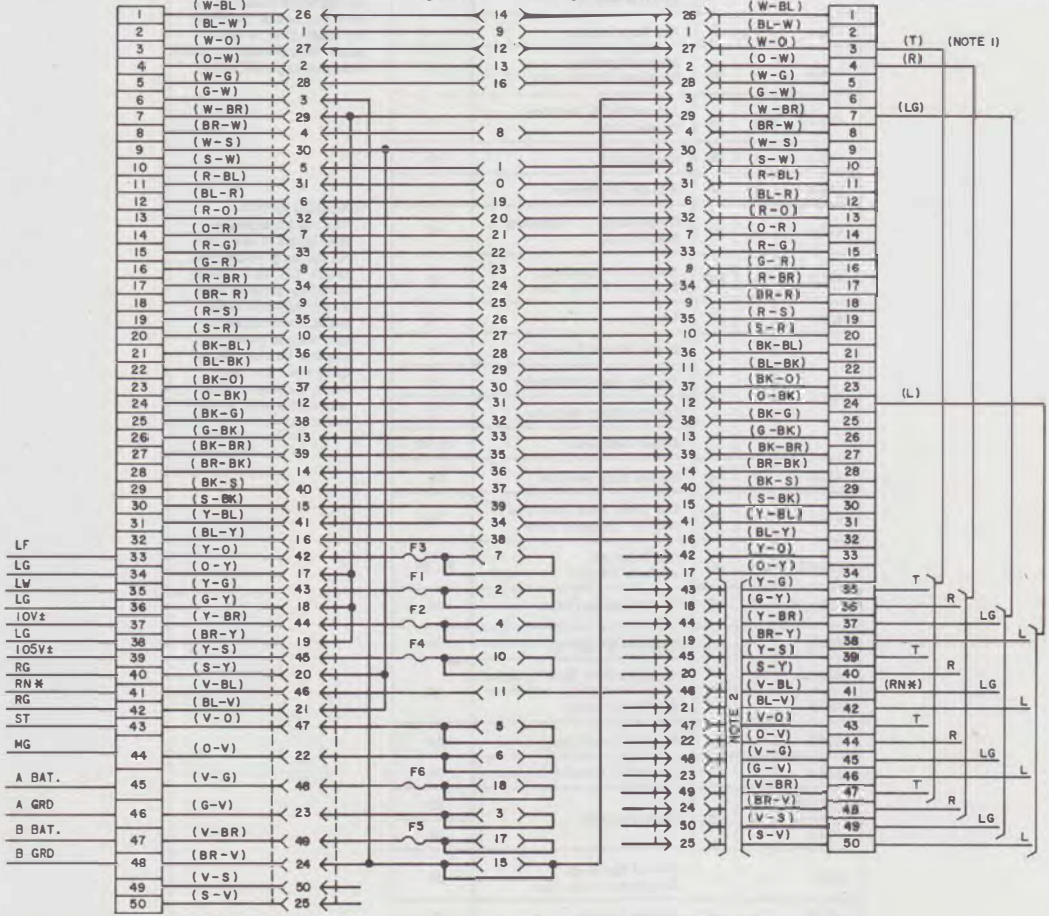 1 (W-BL) 26 14 26 (W-BL) 1
2 (BL-W) 1 9 1 (BL-W) 2
3 (W-O) 27 12 27 (W-O) 3 (T) (NOTE 1)
4 (O-W) 2 13 2 (O-W) 4 (R)
5 (W-G) 28 16 28 (W-G) 5
6 (G-W) 3 3 (G-W) 6
7 (W-BR) 29 29 (W-BR) 7 (LG)
8 (BR-W) 4 8 4 (BR-W) 8
9 (W-S) 30 30 (W-S) 9
10 (S-W) 5 1 5 (S-W) 10
11 (R-BL) 31 0 31 (R-BL) 11
12 (BL-R) 6 19 6 (BL-R) 12
13 (R-O) 32 20 32 (R-O) 13
14 (O-R) 7 21 7 (O-R) 14
15 (R-G) 33 22 33 (R-G) 15
16 (G-R) 8 23 8 (G-R) 16
17 (R-BR) 34 24 34 (R-BR) 17
18 (BR-R) 9 25 9 (BR-R) 18
19 (R-S) 35 26 35 (R-S) 19
20 (S-R) 10 27 10 (S-R) 20
21 (BK-BL) 36 28 36 (BK-BL) 21
22 (BL-BK) 11 29 11 (BL-BK) 22
23 (BK-O) 37 30 37 (BK-O) 23
24 (O-BK) 12 31 12 (O-BK) 24 (L)
25 (BK-G) 38 32 38 (BK-G) 25
26 (G-BK) 13 33 13 (G-BK) 26
27 (BK-BR) 39 35 39 (BK-BR) 27
28 (BR-BK) 14 36 14 (BR-BK) 28
29 (BK-S) 40 37 40 (BK-S) 29
30 (S-BK) 15 39 15 (S-BK) 30
31 (Y-BL) 41 34 41 (Y-BL) 31
32 (BL-Y) 16 38 16 (BL-Y) 32
LF 33 (Y-O) 42 F3 7 42 (Y-O) 33
LG 34 (O-Y) 17 17 (O-Y) 34
LW 35 (Y-G) 43 F1 2 43 (Y-G) 35 T
LG 36 (G-Y) 18 18 (G-Y) 36 R
10V± 37 (Y-BR) 44 F2 4 44 (Y-BR) 37 LG
LG 38 (BR-Y) 19 19 (BR-Y) 38 L
105V± 39 (Y-S) 45 F4 10 45 (Y-S) 39 T
RG 40 (S-Y) 20 20 (S-Y) 40 R
RN* 41 (V-BL) 46 11 46 (V-BL) 41 (RN*) LG
RG 42 (BL-V) 21 21 (BL-V) 42 L
ST 43 (V-O) 47 5 47 NOTE 2 (V-O) 43 T
MG 44 (O-V) 22 6 22 (O-V) 44 R
A BAT. 45 (V-G) 48 F6 18 48 (V-G) 45 LG
A GRD 46 (G-V) 23 3 23 (G-V) 46 L
B BAT. 47 (V-BR) 49 F5 17 49 (V-BR) 47 T
B GRD 48 (BR-V) 24 15 24 (BR-V) 48 R
49 (V-S) 50 50 (V-S) 49 LG
50 (S-V) 25 25 (S-V) 50 L